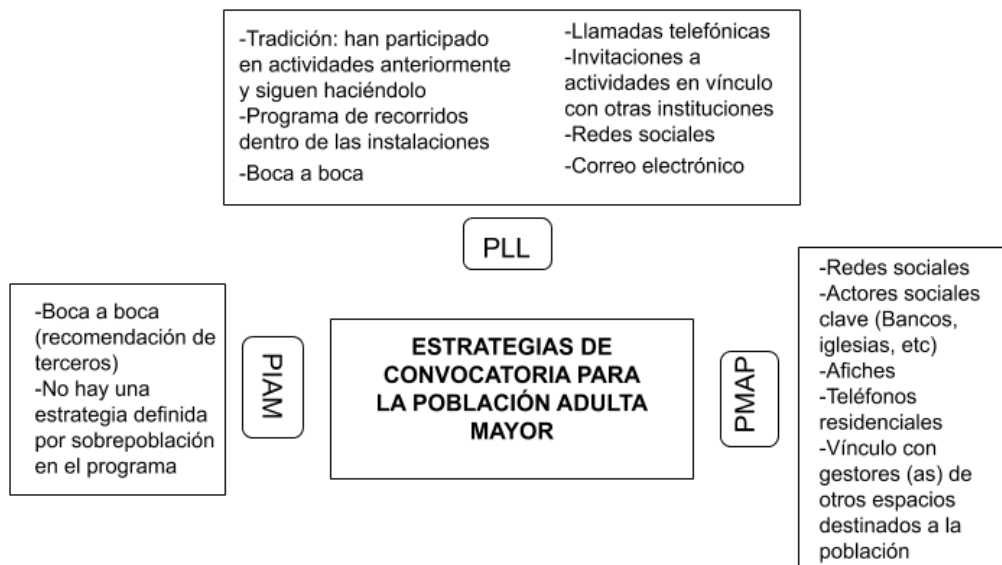 -Tradición: han participado
en actividades anteriormente
y siguen haciéndolo
-Programa de recorridos
dentro de las instalaciones
-Boca a boca
-Llamadas telefónicas
-Invitaciones a
actividades en vínculo
con otras instituciones
-Redes sociales
-Correo electrónico
PLL
-Boca a boca
(recomendación de
terceros)
-No hay una
estrategia definida
por sobrepoblación
en el programa
PIAM
ESTRATEGIAS DE
CONVOCATORIA PARA
LA POBLACIÓN ADULTA
MAYOR
PMAP
-Redes sociales
-Actores sociales
clave (Bancos,
iglesias, etc)
-Afiches
-Teléfonos
residenciales
-Vínculo con
gestores (as) de
otros espacios
destinados a la
población